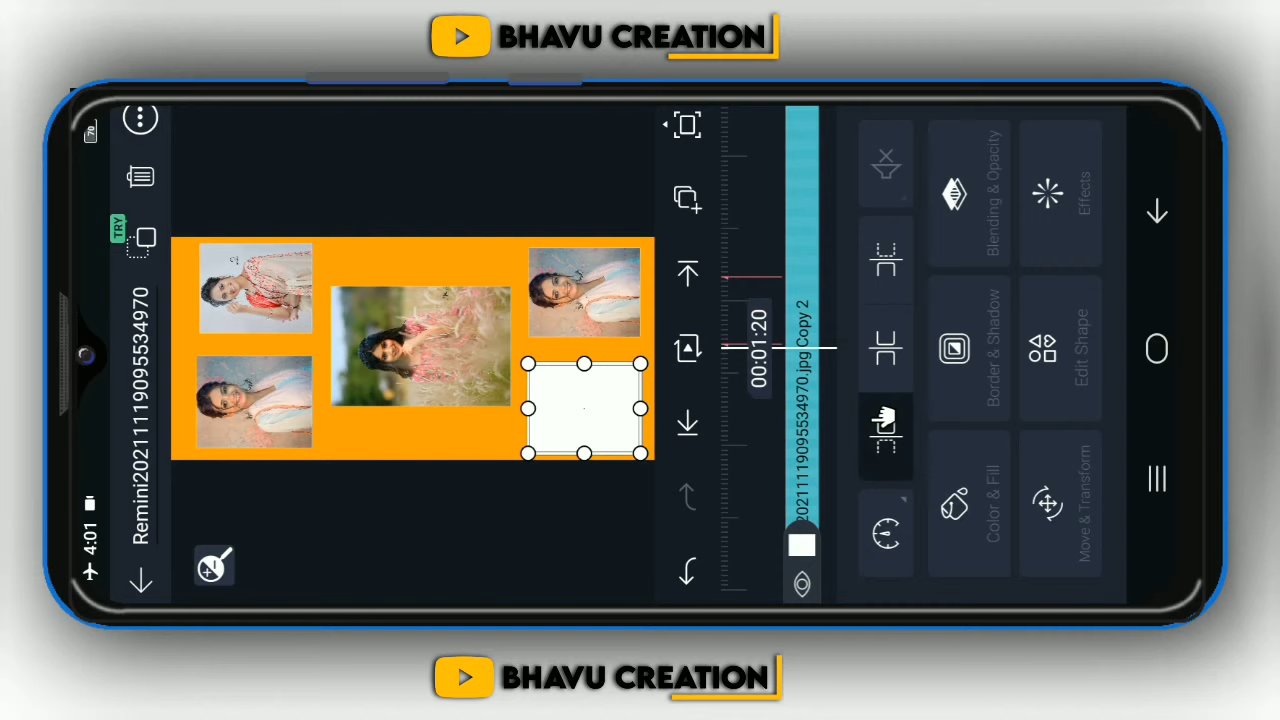 BHAVU CREATION
4:01
70
Remini20211119095534970
TRY
00:01:20
20211119095534970.jpg Copy 2
Blending & Opacity
Border & Shadow
Color & Fill
Effects
Edit Shape
Move & Transform
BHAVU CREATION